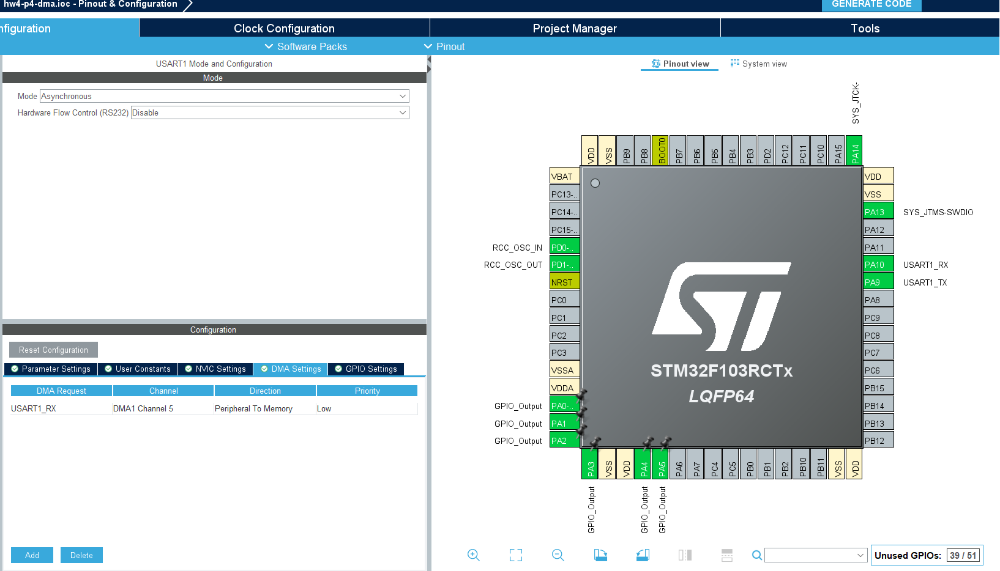 hw4-p4-dma.ioc - Pinout & Configuration
GENERATE CODE
nfiguration
Clock Configuration
Project Manager
Tools
Software Packs
Pinout
USART1 Mode and Configuration
Mode
Mode Asynchronous
Hardware Flow Control (RS232) Disable
Configuration
Reset Configuration
Parameter Settings
User Constants
NVIC Settings
DMA Settings
GPIO Settings
DMA Request
Channel
Direction
Priority
USART1_RX
DMA1 Channel 5
Peripheral To Memory
Low
Add
Delete
Pinout view
System view
SYS_JTCK-
VDD
VSS
PB9
PB8
BOOT0
PB7
PB6
PB5
PB4
PB3
PD2
PC12
PC11
PC10
PA15
PA14
VBAT
PC13-..
PC14-..
PC15-..
RCC_OSC_IN
PD0-..
RCC_OSC_OUT
PD1-..
NRST
PC0
PC1
PC2
PC3
VSSA
VDDA
GPIO_Output
PA0-..
GPIO_Output
PA1
GPIO_Output
PA2
VDD
VSS
PA13
SYS_JTMS-SWDIO
PA12
PA11
PA10
USART1_RX
PA9
USART1_TX
PA8
PC9
PC8
PC7
PC6
PB15
PB14
PB13
PB12
ST
STM32F103RCTx
LQFP64
PA3
VSS
VDD
PA4
PA5
PA6
PA7
PC4
PC5
PB0
PB1
PB2
PB10
PB11
VSS
VDD
GPIO_Output
GPIO_Output
GPIO_Output
Unused GPIOs: 39 / 51